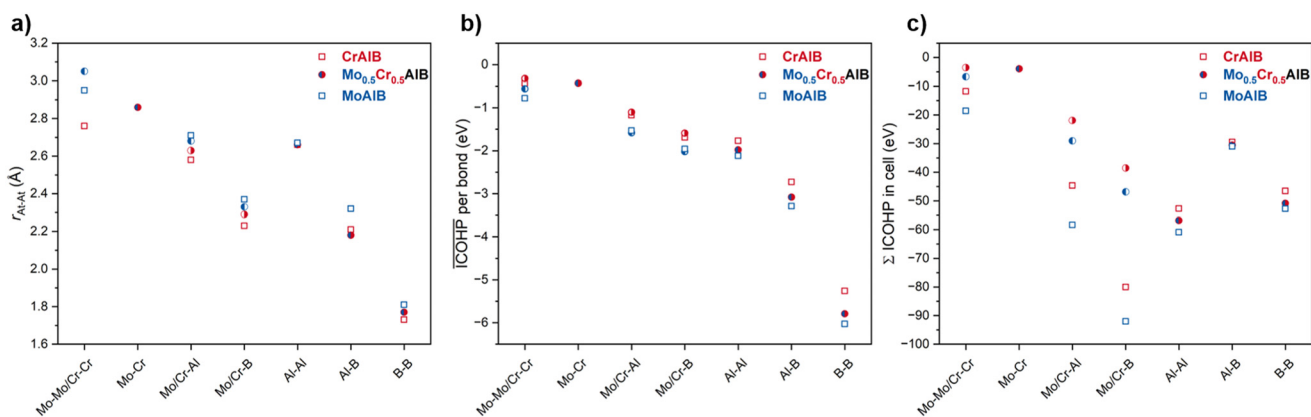 a)
3.2
3.0
2.8
2.6
2.4
2.2
2.0
1.8
1.6
r At-At (Å)
CrAlB
Mo0.5Cr0.5AlB
MoAlB
Mo-Mo/Cr-Cr
Mo-Cr
Mo/Cr-Al
Mo/Cr-B
Al-Al
Al-B
B-B
b)
0
−1
−2
−3
−4
−5
−6
ICOHP per bond (eV)
CrAlB
Mo0.5Cr0.5AlB
MoAlB
Mo-Mo/Cr-Cr
Mo-Cr
Mo/Cr-Al
Mo/Cr-B
Al-Al
Al-B
B-B
c)
0
−10
−20
−30
−40
−50
−60
−70
−80
−90
−100
Σ ICOHP in cell (eV)
CrAlB
Mo0.5Cr0.5AlB
MoAlB
Mo-Mo/Cr-Cr
Mo-Cr
Mo/Cr-Al
Mo/Cr-B
Al-Al
Al-B
B-B